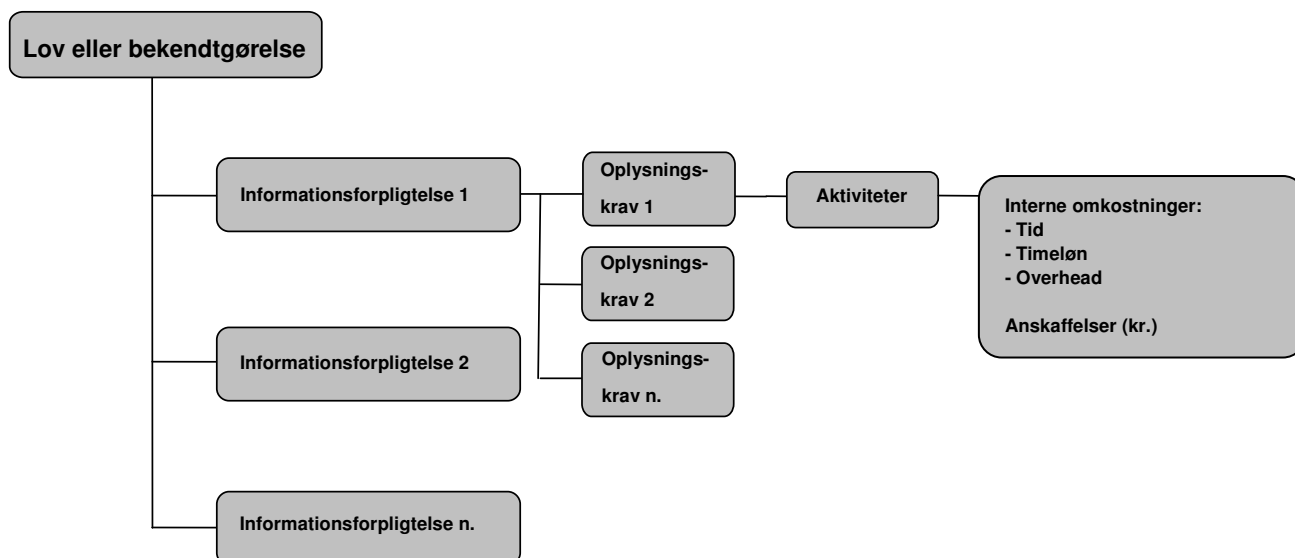 Lov eller bekendtgørelse
Informationsforpligtelse 1
Oplysnings-
krav 1
Aktiviteter
Interne omkostninger:
- Tid
- Timeløn
- Overhead
Anskaffelser (kr.)
Oplysnings-
krav 2
Informationsforpligtelse 2
Oplysnings-
krav n.
Informationsforpligtelse n.